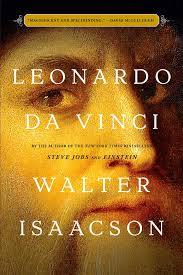 "MAGNIFICENT AND SPELLBINDING." —DAVID McCULLOUGH
LEONARDO
DA VINCI
BY THE AUTHOR OF THE NEW YORK TIMES BESTSELLERS
STEVE JOBS AND EINSTEIN
WALTER
ISAACSON